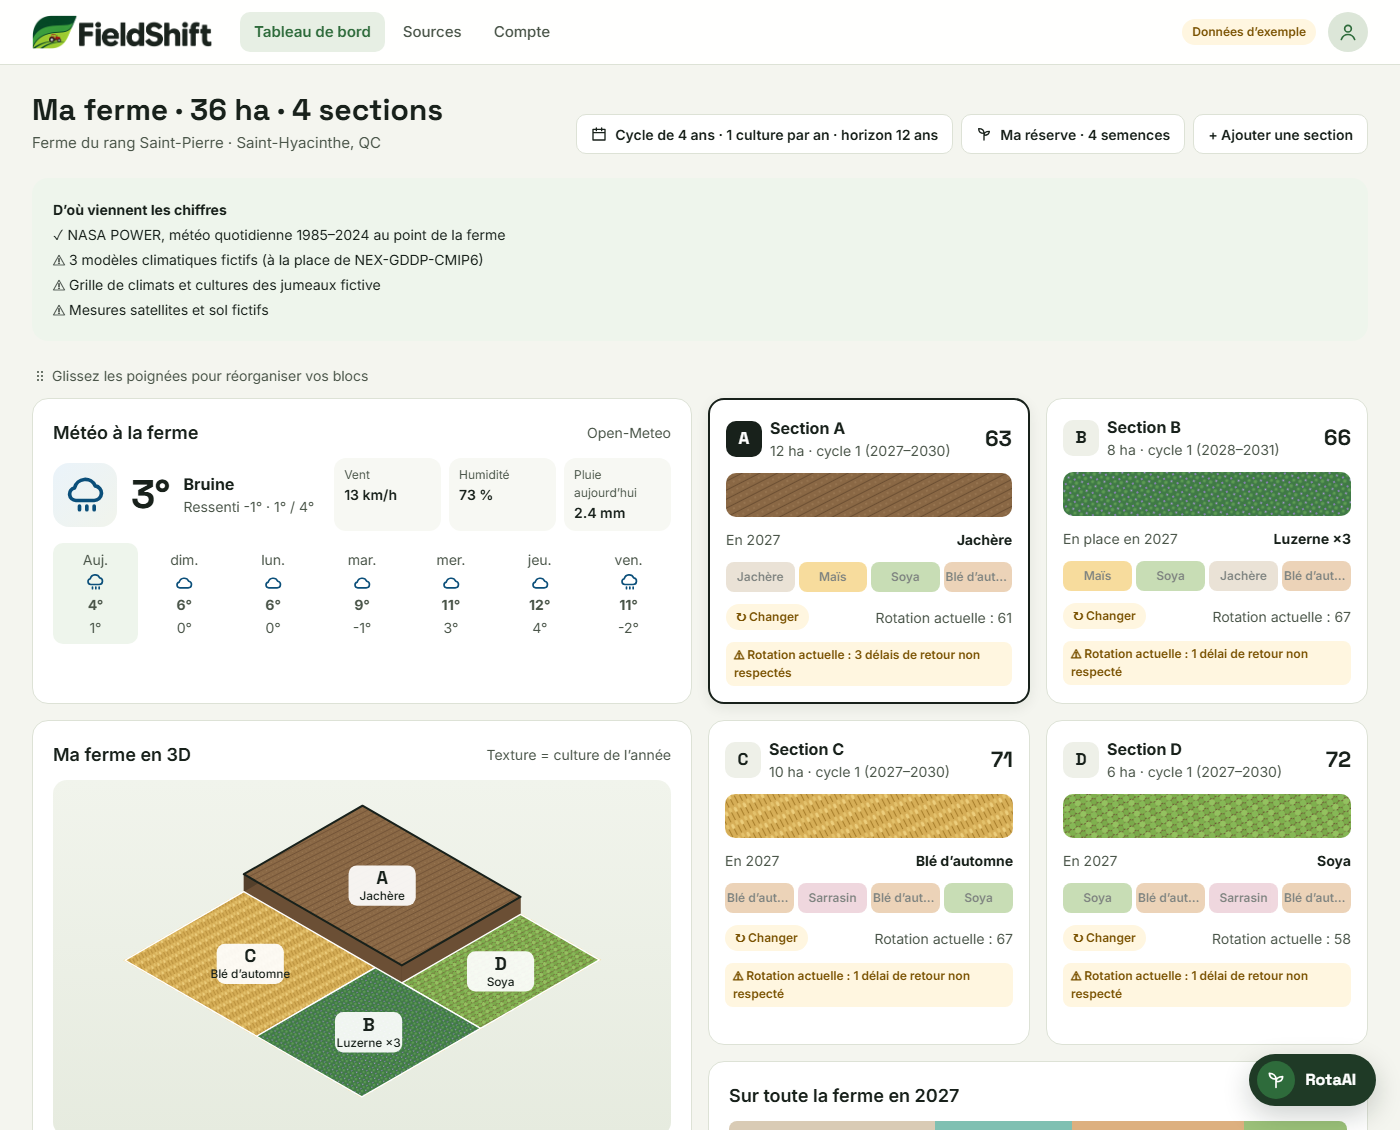 FieldShift
Tableau de bord
Sources
Compte
Données d'exemple
Ma ferme · 36 ha · 4 sections
Ferme du rang Saint-Pierre · Saint-Hyacinthe, QC
Cycle de 4 ans · 1 culture par an · horizon 12 ans
Ma réserve · 4 semences
+ Ajouter une section
D'où viennent les chiffres
✓ NASA POWER, météo quotidienne 1985–2024 au point de la ferme
⚠ 3 modèles climatiques fictifs (à la place de NEX-GDDP-CMIP6)
⚠ Grille de climats et cultures des jumeaux fictive
⚠ Mesures satellites et sol fictifs
Glissez les poignées pour réorganiser vos blocs
Météo à la ferme
Open-Meteo
3°
Bruine
Ressenti -1° · 1° / 4°
Vent
13 km/h
Humidité
73 %
Pluie
aujourd'hui
2.4 mm
Auj.
dim.
lun.
mar.
mer.
jeu.
ven.
4°
6°
6°
9°
11°
12°
11°
1°
0°
0°
-1°
3°
4°
-2°
A
Section A
12 ha · cycle 1 (2027–2030)
63
En 2027
Jachère
Jachère
Maïs
Soya
Blé d'aut…
↻ Changer
Rotation actuelle : 61
⚠ Rotation actuelle : 3 délais de retour non
respectés
B
Section B
8 ha · cycle 1 (2028–2031)
66
En place en 2027
Luzerne ×3
Maïs
Soya
Jachère
Blé d'aut…
↻ Changer
Rotation actuelle : 67
⚠ Rotation actuelle : 1 délai de retour non
respecté
Ma ferme en 3D
Texture = culture de l'année
A
Jachère
C
Blé d'automne
D
Soya
B
Luzerne ×3
C
Section C
10 ha · cycle 1 (2027–2030)
71
En 2027
Blé d'automne
Blé d'aut…
Sarrasin
Blé d'aut…
Soya
↻ Changer
Rotation actuelle : 67
⚠ Rotation actuelle : 1 délai de retour non
respecté
D
Section D
6 ha · cycle 1 (2027–2030)
72
En 2027
Soya
Soya
Blé d'aut…
Sarrasin
Blé d'aut…
↻ Changer
Rotation actuelle : 58
⚠ Rotation actuelle : 1 délai de retour non
respecté
Sur toute la ferme en 2027
RotaAI